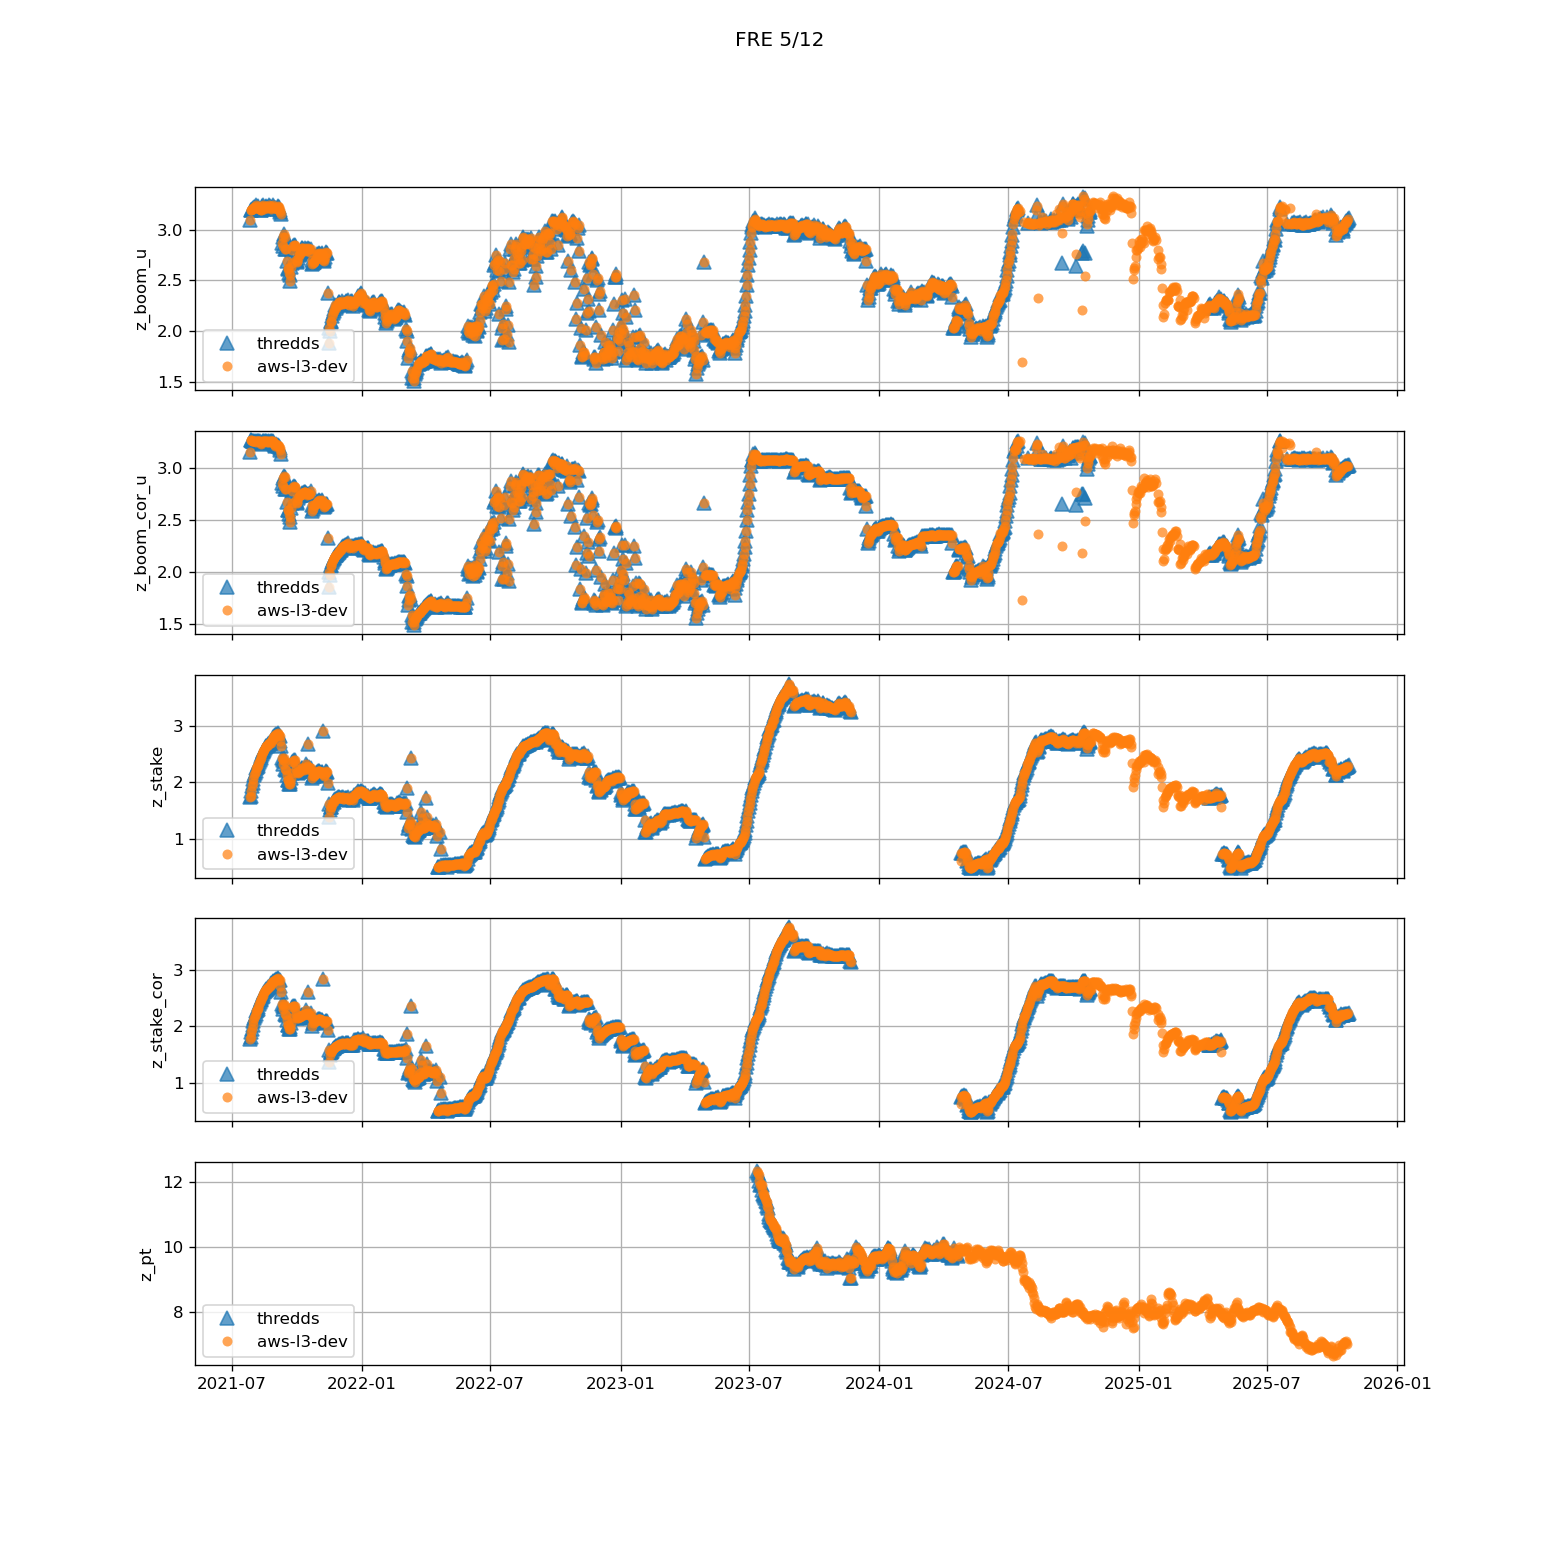 FRE 5/12
z_boom_u
3.0
2.5
2.0
1.5
thredds
aws-l3-dev
z_boom_cor_u
3.0
2.5
2.0
1.5
thredds
aws-l3-dev
z_stake
3
2
1
thredds
aws-l3-dev
z_stake_cor
3
2
1
thredds
aws-l3-dev
z_pt
12
10
8
thredds
aws-l3-dev
2021-07 2022-01 2022-07 2023-01 2023-07 2024-01 2024-07 2025-01 2025-07 2026-01